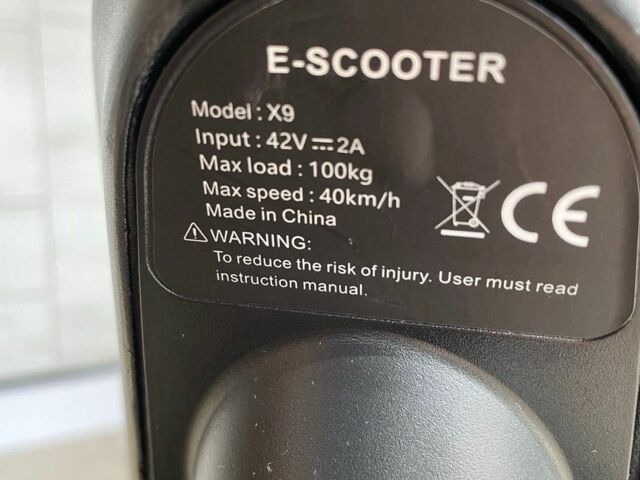 E-SCOOTER
Model : X9
Input : 42V⎓2A
Max load : 100kg
Max speed : 40km/h
Made in China
CE
⚠WARNING:
To reduce the risk of injury. User must read
instruction manual.